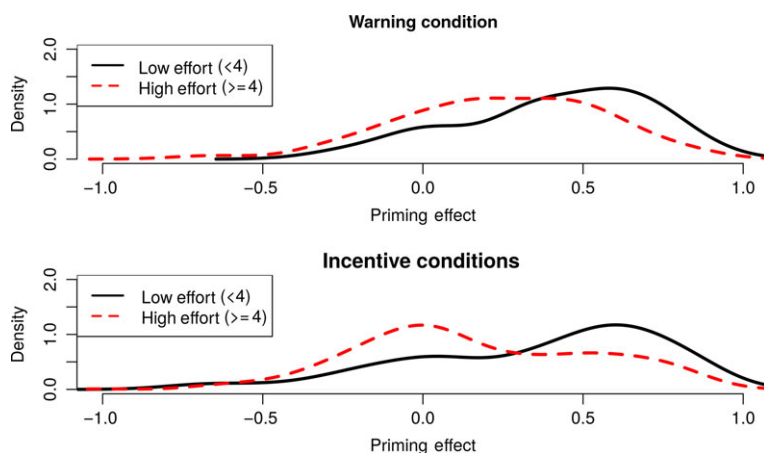 Warning condition
Density
0.0
1.0
2.0
Low effort (<4)
High effort (>=4)
-1.0
-0.5
0.0
0.5
1.0
Priming effect
Incentive conditions
Density
0.0
1.0
2.0
Low effort (<4)
High effort (>=4)
-1.0
-0.5
0.0
0.5
1.0
Priming effect